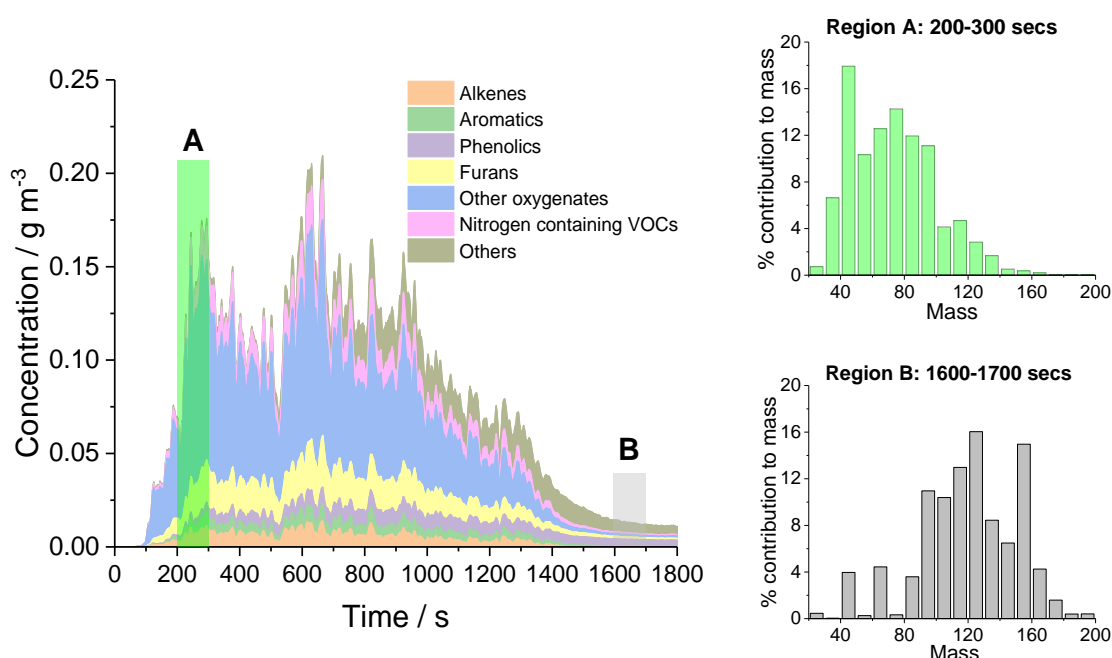 0.25
0.20
0.15
0.10
0.05
0.00
Concentration / g m-3
0 200 400 600 800 1000 1200 1400 1600 1800
Time / s
A
B
Alkenes
Aromatics
Phenolics
Furans
Other oxygenates
Nitrogen containing VOCs
Others
Region A: 200-300 secs
20
16
12
8
4
0
% contribution to mass
40 80 120 160 200
Mass
Region B: 1600-1700 secs
20
16
12
8
4
0
% contribution to mass
40 80 120 160 200
Mass